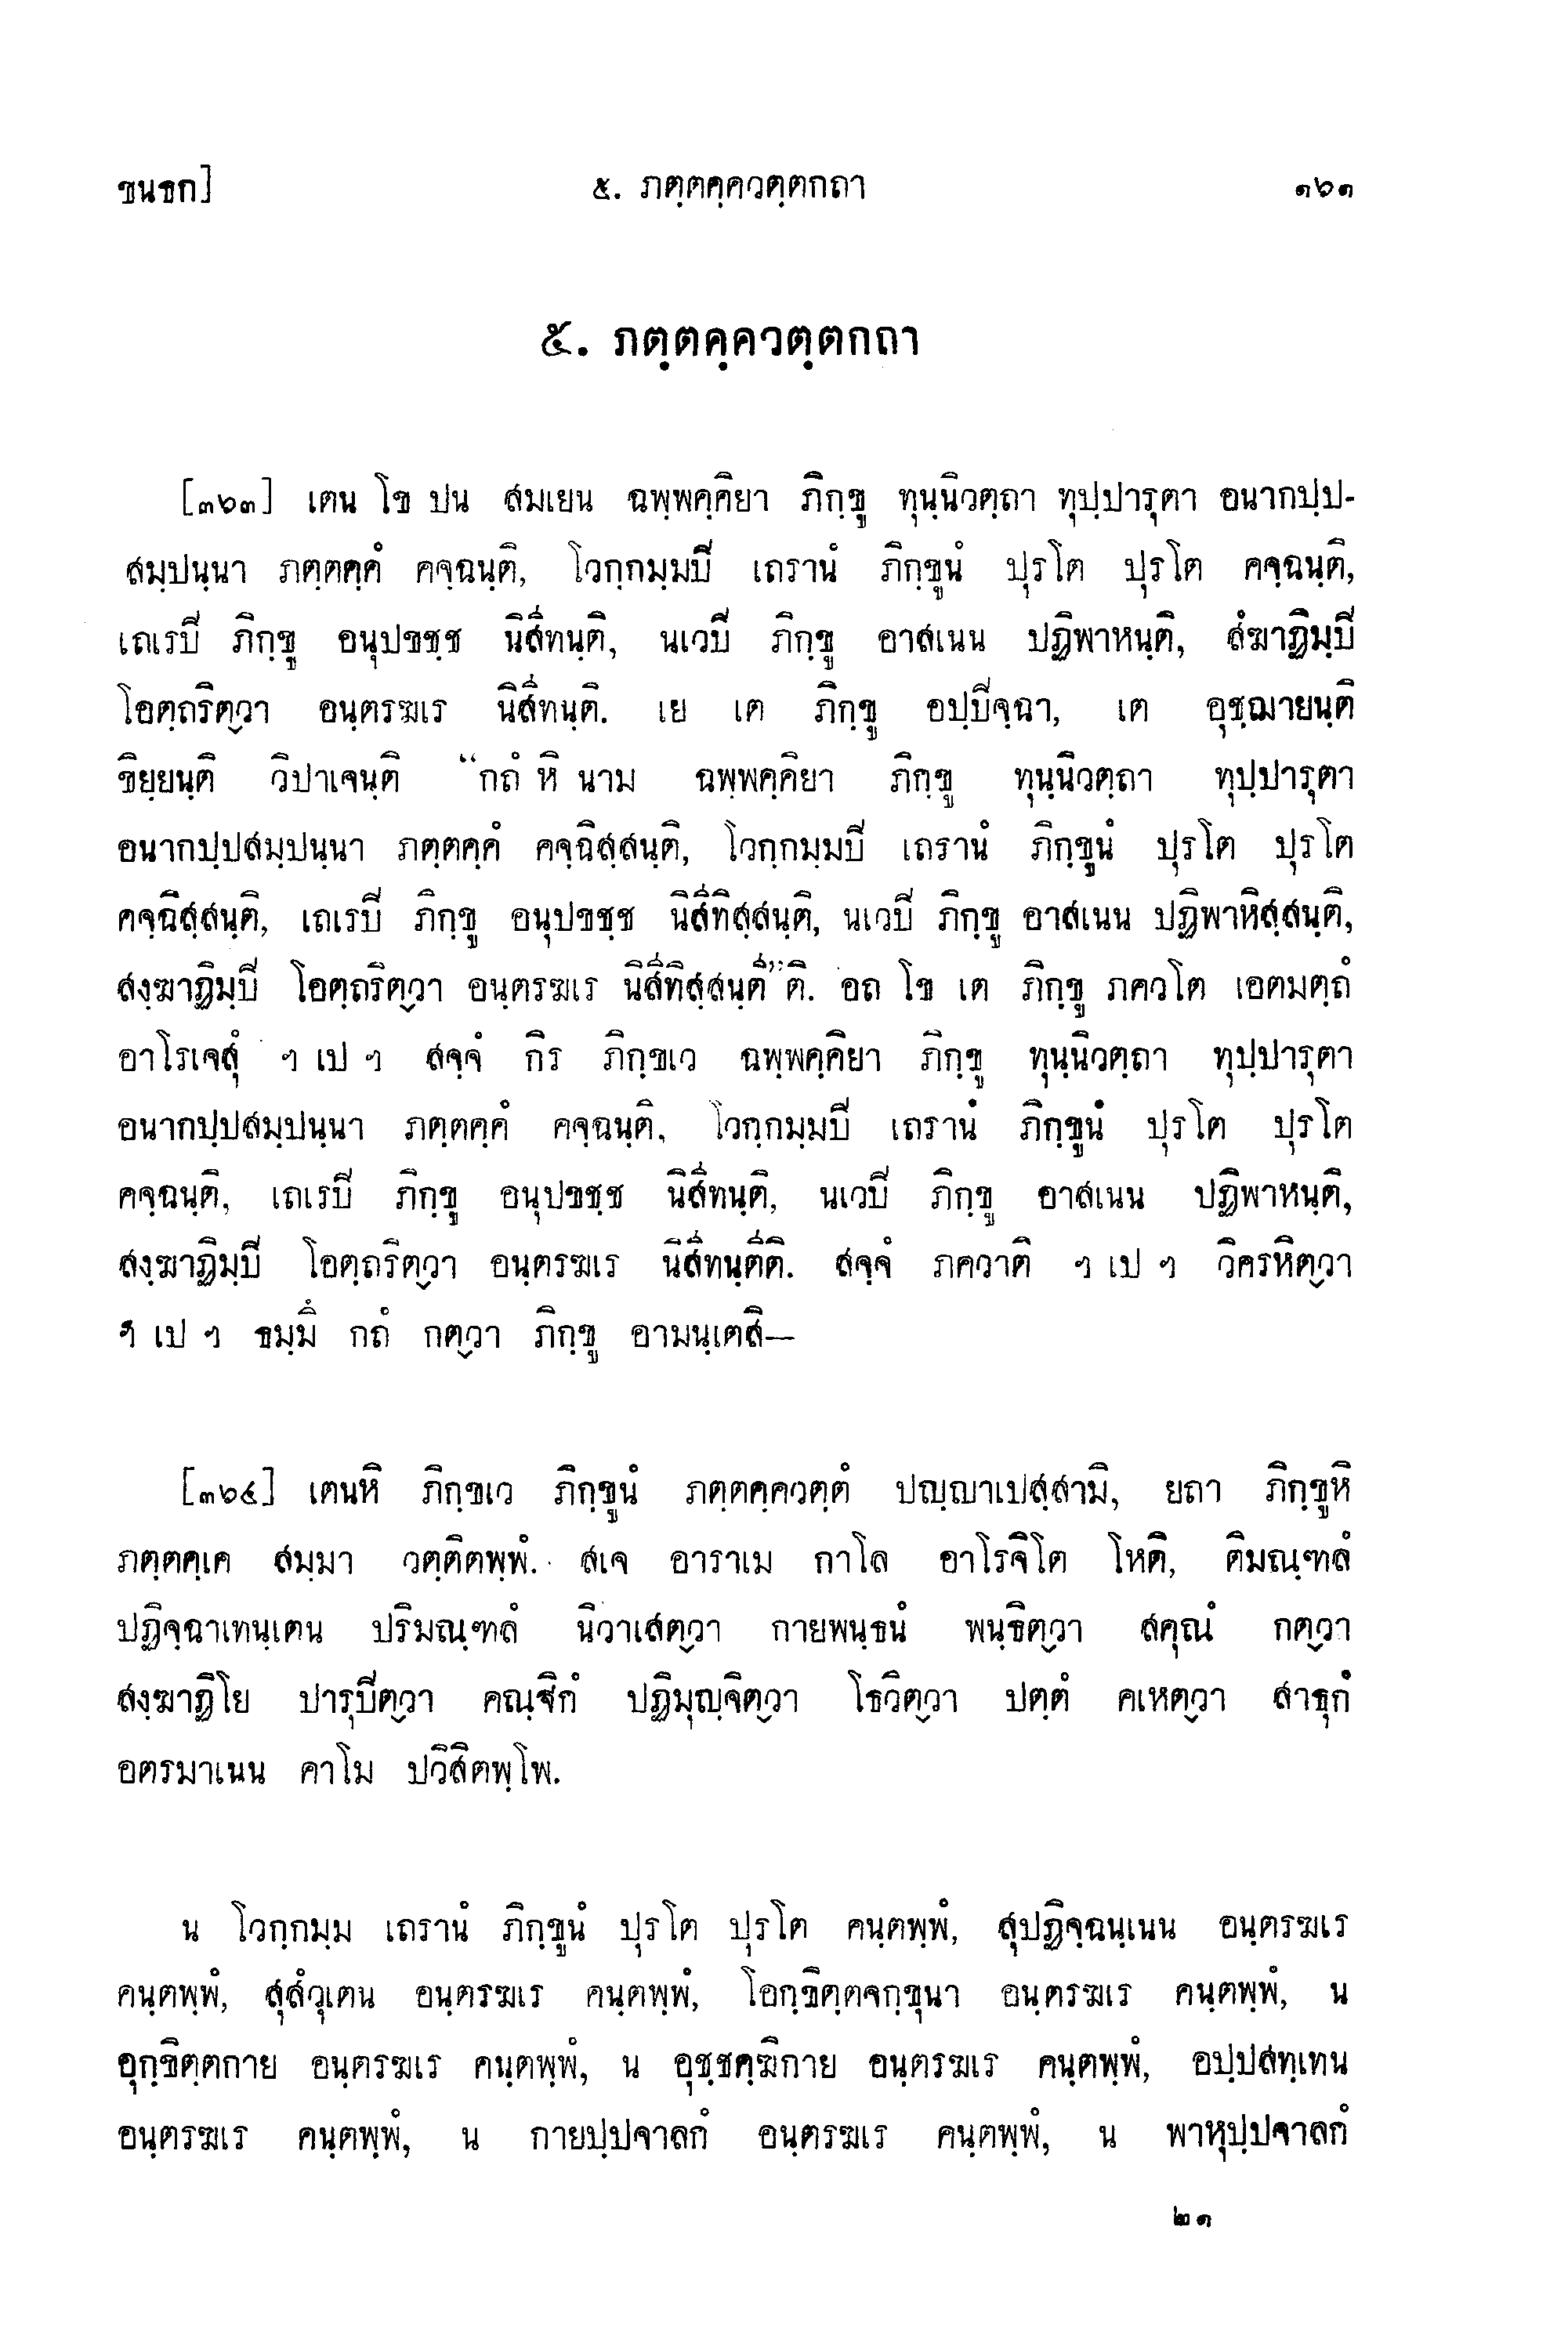 ขนธก]
๕. ภตฺตคฺควตฺตกถา
๑๖๑
๕. ภตฺตคฺควตฺตกถา
[๓๖๓] เตน โข ปน สมเยน ฉพฺพคฺคิยา ภิกฺขู ทุนฺนิวตฺถา ทุปฺปารุตา อนากปฺป-
สมฺปนฺนา ภตฺตคฺคํ คจฺฉนฺติ, โวกฺกมฺมปี เถรานํ ภิกฺขูนํ ปุรโต ปุรโต คจฺฉนฺติ,
เถเรปี ภิกฺขู อนุปขชฺช นิสีทนฺติ, นเวปี ภิกฺขู อาสเนน ปฏิพาหนฺติ, สํฆาฏิมฺปี
โอตฺถริตฺวา อนฺตรฆเร นิสีทนฺติ. เย เต ภิกฺขู อปฺปิจฺฉา, เต อุชฺฌายนฺติ
ขิยฺยนฺติ วิปาเจนฺติ “กถํ หิ นาม ฉพฺพคฺคิยา ภิกฺขู ทุนฺนิวตฺถา ทุปฺปารุตา
อนากปฺปสมฺปนฺนา ภตฺตคฺคํ คจฺฉิสฺสนฺติ, โวกฺกมฺมปี เถรานํ ภิกฺขูนํ ปุรโต ปุรโต
คจฺฉิสฺสนฺติ, เถเรปี ภิกฺขู อนุปขชฺช นิสีทิสฺสนฺติ, นเวปี ภิกฺขู อาสเนน ปฏิพาหิสฺสนฺติ,
สงฺฆาฏิมฺปี โอตฺถริตฺวา อนฺตรฆเร นิสีทิสฺสนฺตี”ติ. อถ โข เต ภิกฺขู ภควโต เอตมตฺถํ
อาโรเจสุํ ฯ เป ฯ สจฺจํ กิร ภิกฺขเว ฉพฺพคฺคิยา ภิกฺขู ทุนฺนิวตฺถา ทุปฺปารุตา
อนากปฺปสมฺปนฺนา ภตฺตคฺคํ คจฺฉนฺติ, โวกฺกมฺมปี เถรานํ ภิกฺขูนํ ปุรโต ปุรโต
คจฺฉนฺติ, เถเรปี ภิกฺขู อนุปขชฺช นิสีทนฺติ, นเวปี ภิกฺขู อาสเนน ปฏิพาหนฺติ,
สงฺฆาฏิมฺปี โอตฺถริตฺวา อนฺตรฆเร นิสีทนฺตีติ. สจฺจํ ภควาติ ฯ เป ฯ วิครหิตฺวา
ฯ เป ฯ ธมฺมึ กถํ กตฺวา ภิกฺขู อามนฺเตสิ—
[๓๖๔] เตนหิ ภิกฺขเว ภิกฺขูนํ ภตฺตคฺควตฺตํ ปญฺญาเปสฺสามิ, ยถา ภิกฺขูหิ
ภตฺตคฺเค สมฺมา วตฺติตพฺพํ. สเจ อาราเม กาโล อาโรจิโต โหติ, ติมณฺฑลํ
ปฏิจฺฉาเทนฺเตน ปริมณฺฑลํ นิวาเสตฺวา กายพนฺธนํ พนฺธิตฺวา สคุณํ กตฺวา
สงฺฆาฏิโย ปารุปิตฺวา คณฺฐิกํ ปฏิมุญฺจิตฺวา โธวิตฺวา ปตฺตํ คเหตฺวา สาธุกํ
อตรมาเนน คาโม ปวิสิตพฺโพ.
น โวกฺกมฺม เถรานํ ภิกฺขูนํ ปุรโต ปุรโต คนฺตพฺพํ, สุปฏิจฺฉนฺเนน อนฺตรฆเร
คนฺตพฺพํ, สุสํวุเตน อนฺตรฆเร คนฺตพฺพํ, โอกฺขิตฺตจกฺขุนา อนฺตรฆเร คนฺตพฺพํ, น
อุกฺขิตฺตกาย อนฺตรฆเร คนฺตพฺพํ, น อุชฺชคฺฆิกาย อนฺตรฆเร คนฺตพฺพํ, อปฺปสทฺเทน
อนฺตรฆเร คนฺตพฺพํ, น กายปฺปจาลกํ อนฺตรฆเร คนฺตพฺพํ, น พาหุปฺปจาลกํ
๒๑